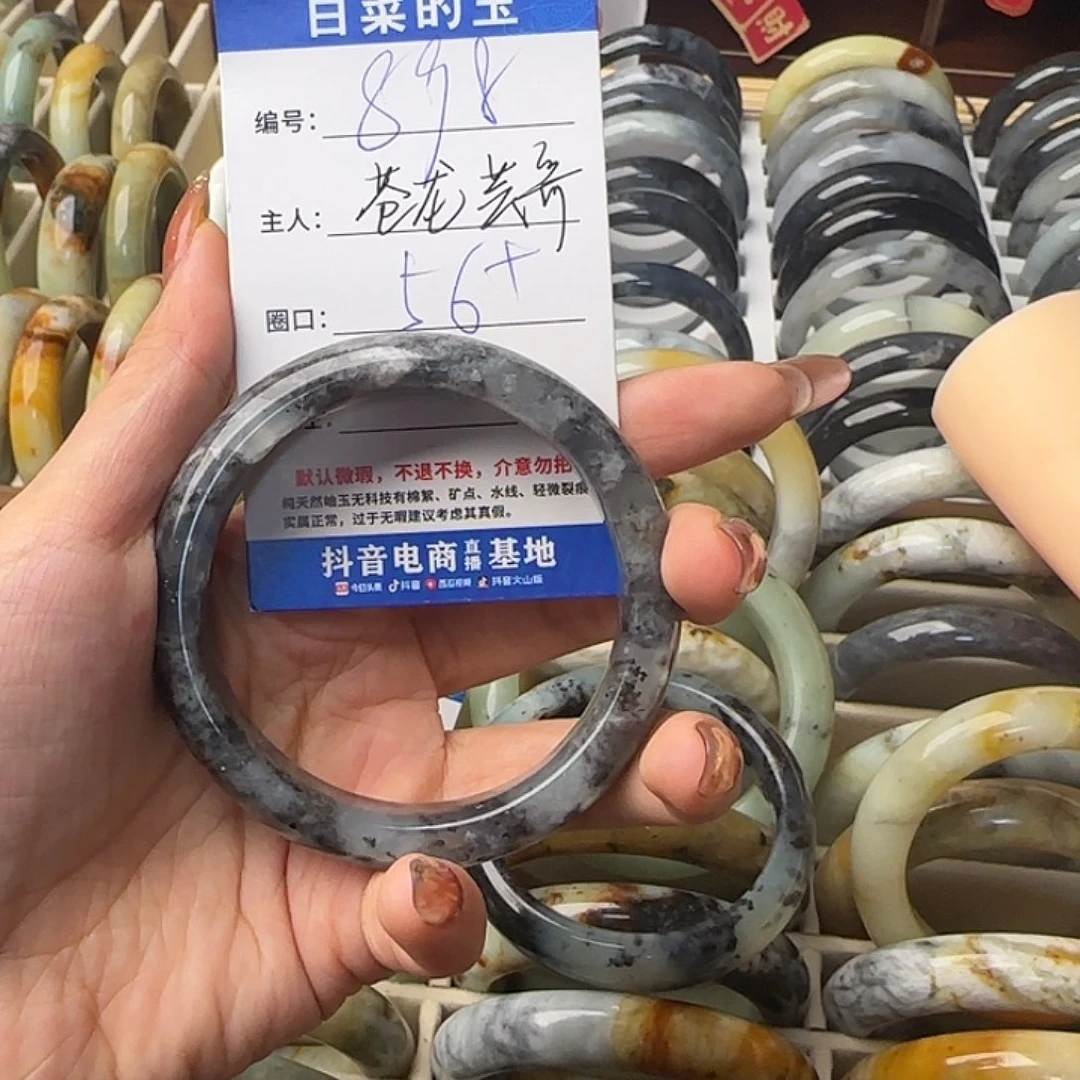 白菜的玉
编号： 898
主人： 苍龙芸齐
圈口： 56+
默认微瑕，不退不换，介意勿拍
纯天然岫玉无科技有棉絮、矿点、水线、轻微裂痕
实属正常，过于无暇建议考虑其真假。
抖音电商直播基地
今日头条 抖音 西瓜视频 抖音火山版
财